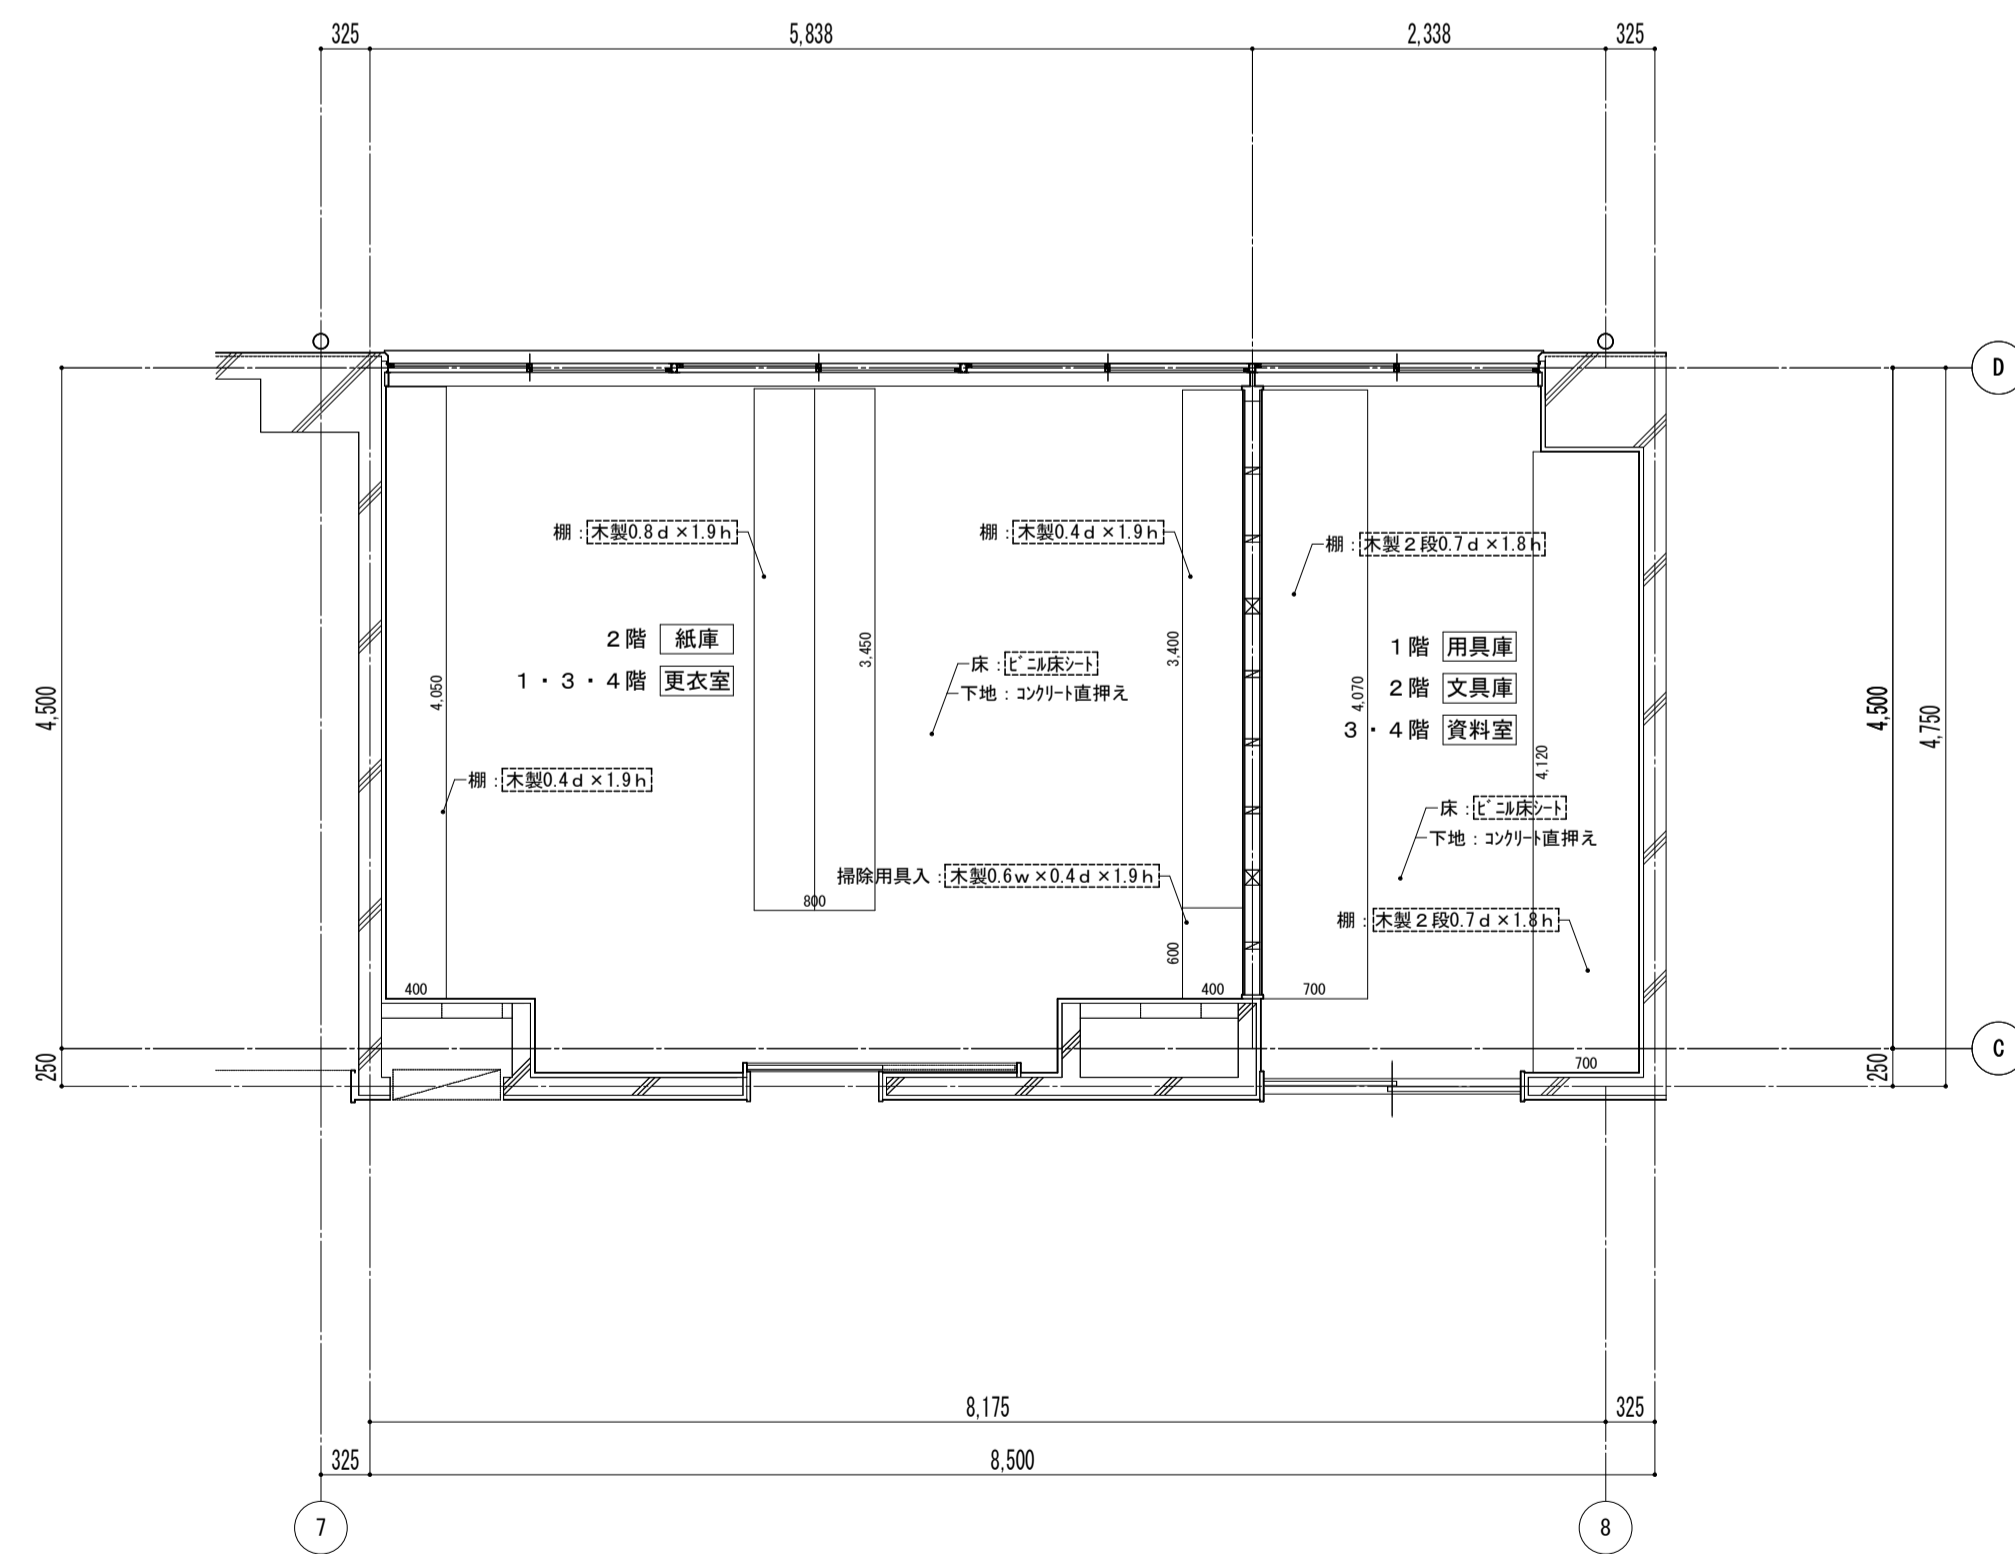 325
5,838
2,338
325
D
棚：木製0.8ｄ×1.9ｈ
棚：木製0.4ｄ×1.9ｈ
棚：木製２段0.7ｄ×1.8ｈ
２階 紙庫
１・３・４階 更衣室
3,450
床：ﾋﾞﾆﾙ床ｼｰﾄ
下地：ｺﾝｸﾘｰﾄ直押え
3,400
１階 用具庫
２階 文具庫
３・４階 資料室
4,050
4,070
4,120
4,500
4,500
4,750
棚：木製0.4ｄ×1.9ｈ
床：ﾋﾞﾆﾙ床ｼｰﾄ
下地：ｺﾝｸﾘｰﾄ直押え
掃除用具入：木製0.6ｗ×0.4ｄ×1.9ｈ
800
棚：木製２段0.7ｄ×1.8ｈ
600
400
400
700
C
250
700
250
8,175
325
325
8,500
7
8